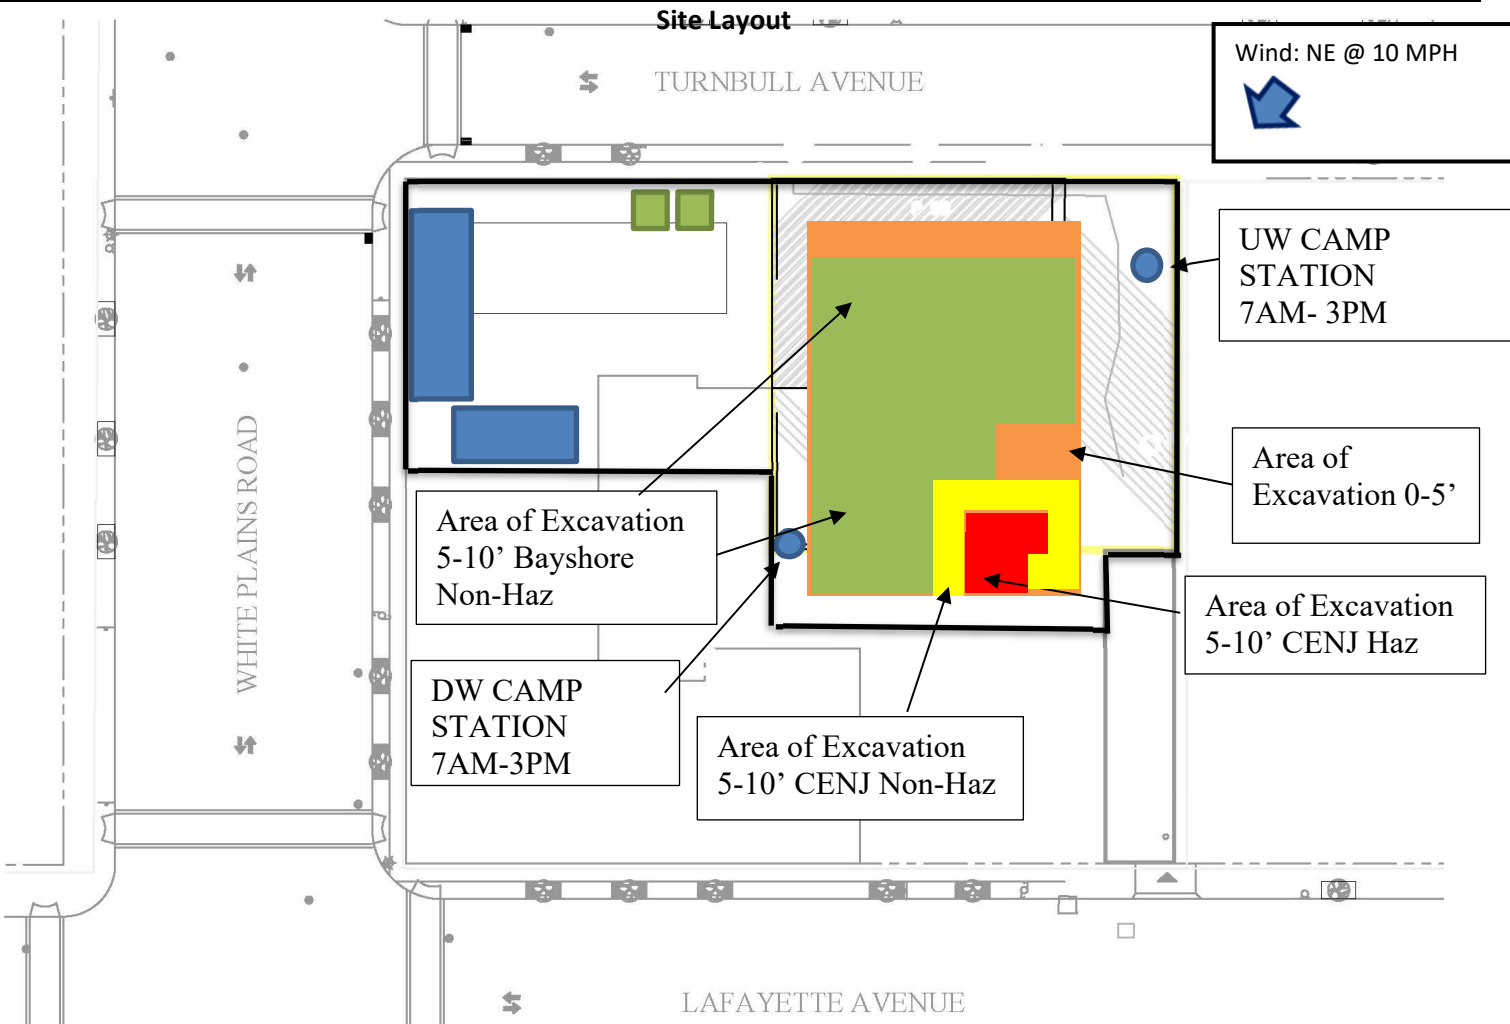 Site Layout
Wind: NE @ 10 MPH
TURNBULL AVENUE
UW CAMP
STATION
7AM- 3PM
WHITE PLAINS ROAD
Area of
Excavation 0-5’
Area of Excavation
5-10’ Bayshore
Non-Haz
Area of Excavation
5-10’ CENJ Haz
DW CAMP
STATION
7AM-3PM
Area of Excavation
5-10’ CENJ Non-Haz
LAFAYETTE AVENUE